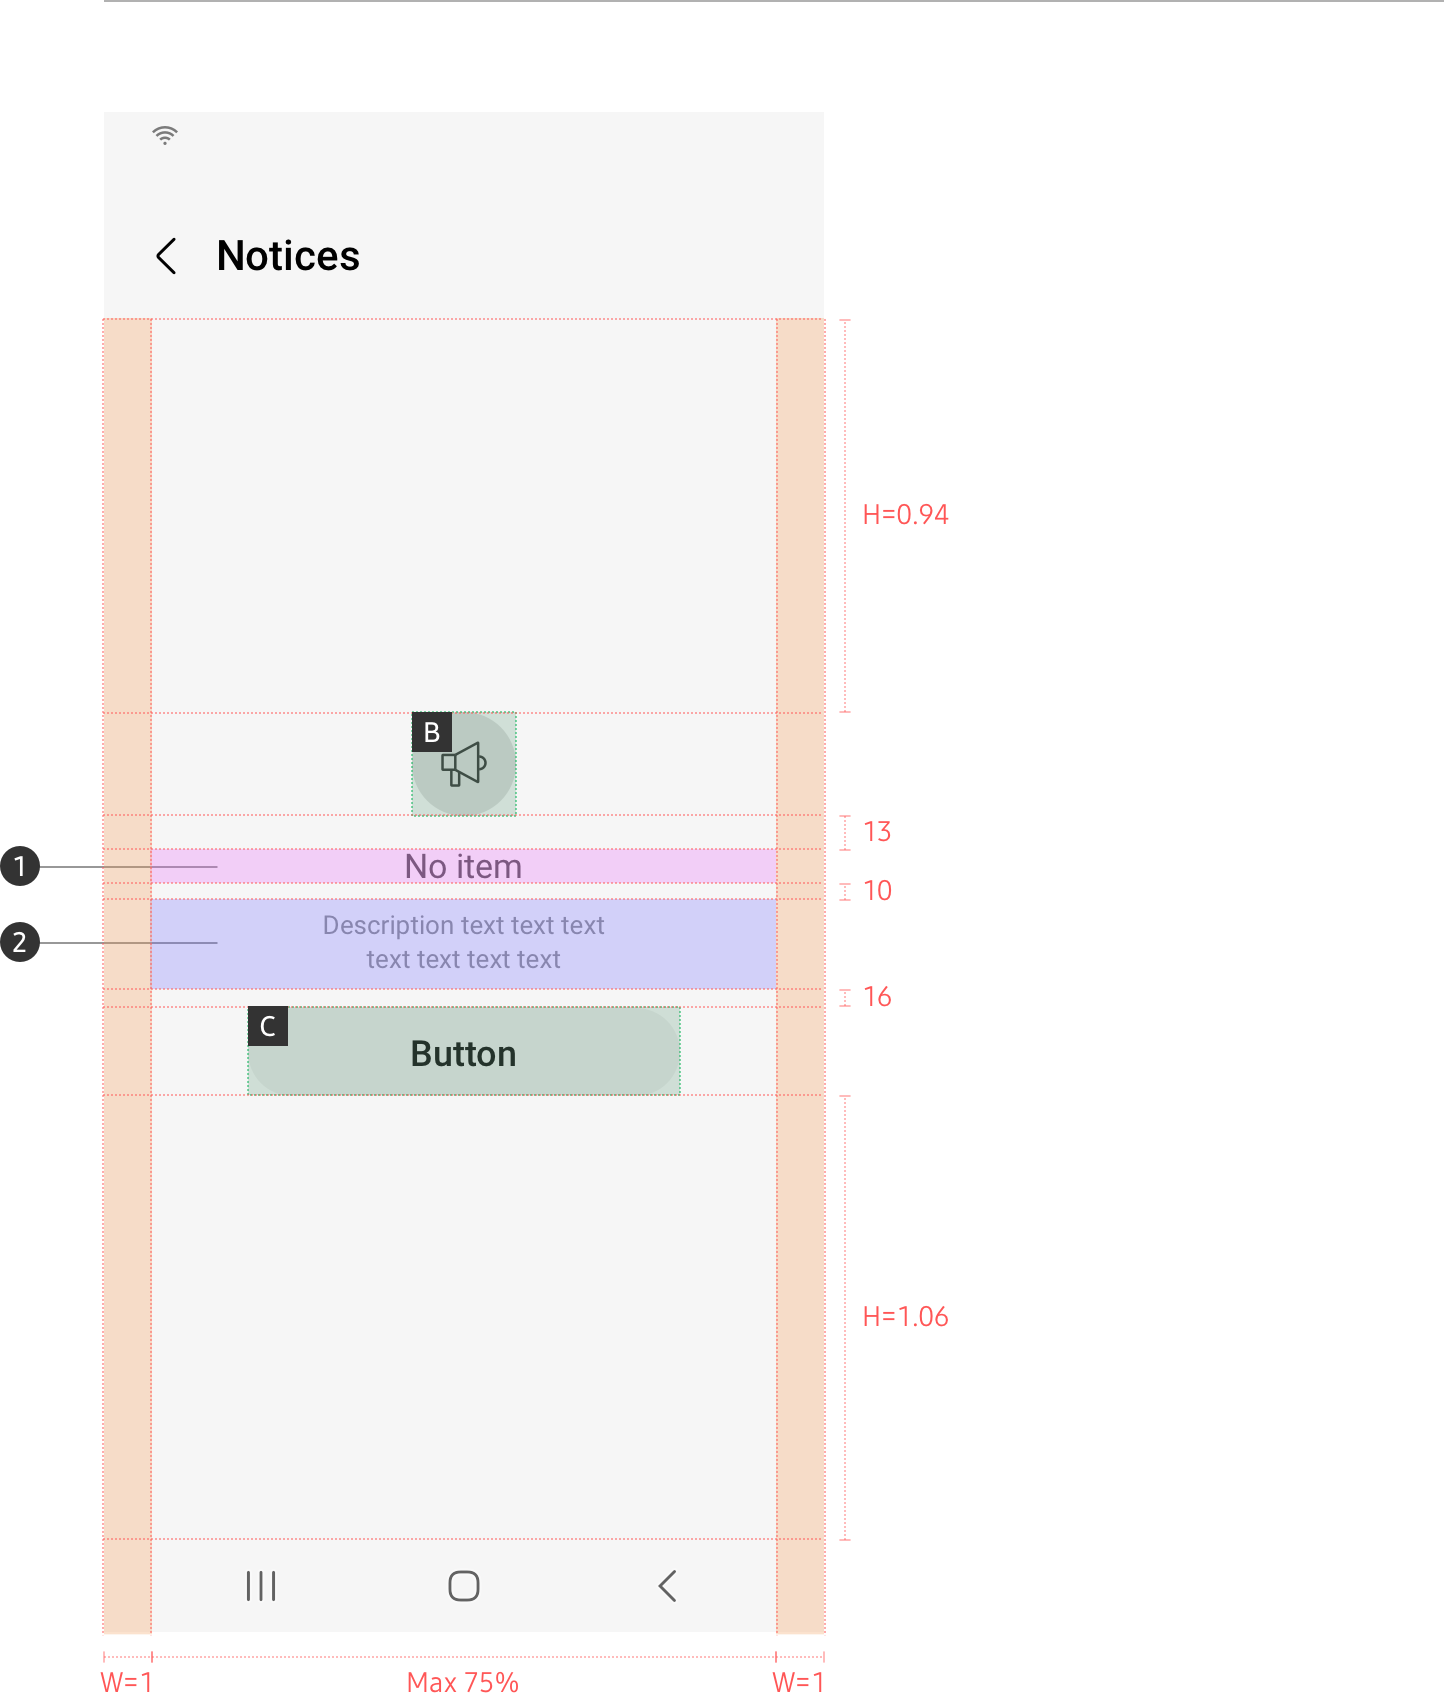 Notices
H=0.94
B
13
1
No item
10
2
Description text text text
text text text text
16
C
Button
H=1.06
W=1
Max 75%
W=1